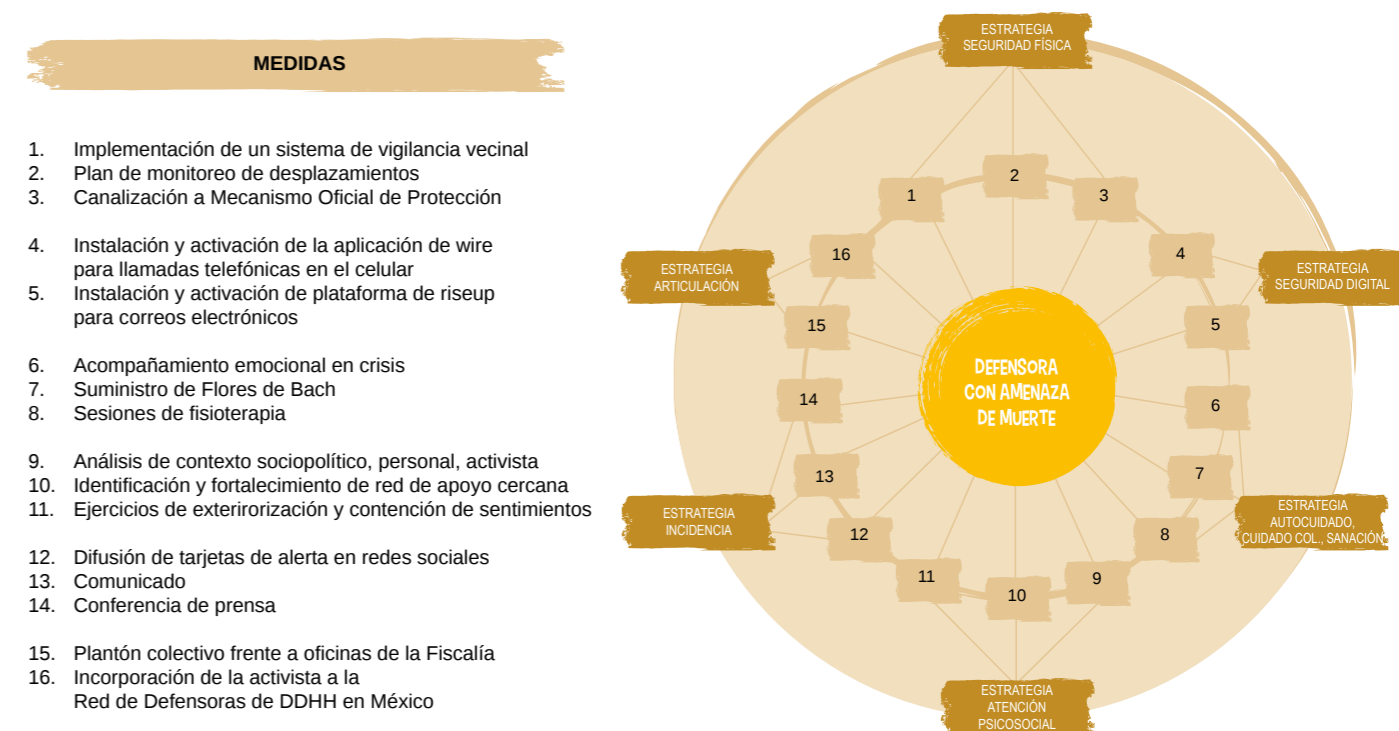 MEDIDAS
1. Implementación de un sistema de vigilancia vecinal
2. Plan de monitoreo de desplazamientos
3. Canalización a Mecanismo Oficial de Protección
4. Instalación y activación de la aplicación de wire
para llamadas telefónicas en el celular
5. Instalación y activación de plataforma de riseup
para correos electrónicos
6. Acompañamiento emocional en crisis
7. Suministro de Flores de Bach
8. Sesiones de fisioterapia
9. Análisis de contexto sociopolítico, personal, activista
10. Identificación y fortalecimiento de red de apoyo cercana
11. Ejercicios de exterirorización y contención de sentimientos
12. Difusión de tarjetas de alerta en redes sociales
13. Comunicado
14. Conferencia de prensa
15. Plantón colectivo frente a oficinas de la Fiscalía
16. Incorporación de la activista a la
Red de Defensoras de DDHH en México
ESTRATEGIA
SEGURIDAD FÍSICA
ESTRATEGIA
SEGURIDAD DIGITAL
ESTRATEGIA
AUTOCUIDADO,
CUIDADO COL., SANACIÓN
ESTRATEGIA
ATENCIÓN
PSICOSOCIAL
ESTRATEGIA
INCIDENCIA
ESTRATEGIA
ARTICULACIÓN
1
2
3
4
5
6
7
8
9
10
11
12
13
14
15
16
DEFENSORA
CON AMENAZA
DE MUERTE